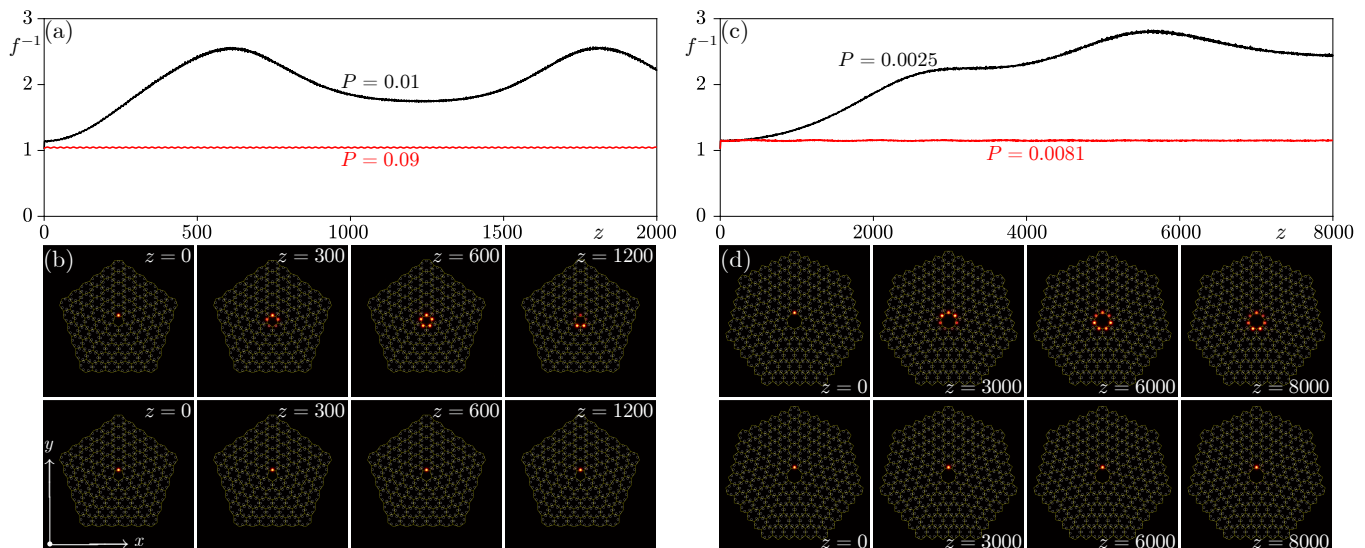 (a)
f⁻¹
3
2
1
0
P = 0.01
P = 0.09
0 500 1000 1500 z 2000
(c)
f⁻¹
3
2
1
0
P = 0.0025
P = 0.0081
0 2000 4000 6000 z 8000
(b)
z = 0 z = 300 z = 600 z = 1200
z = 0 z = 300 z = 600 z = 1200
y
x
(d)
z = 0 z = 3000 z = 6000 z = 8000
z = 0 z = 3000 z = 6000 z = 8000